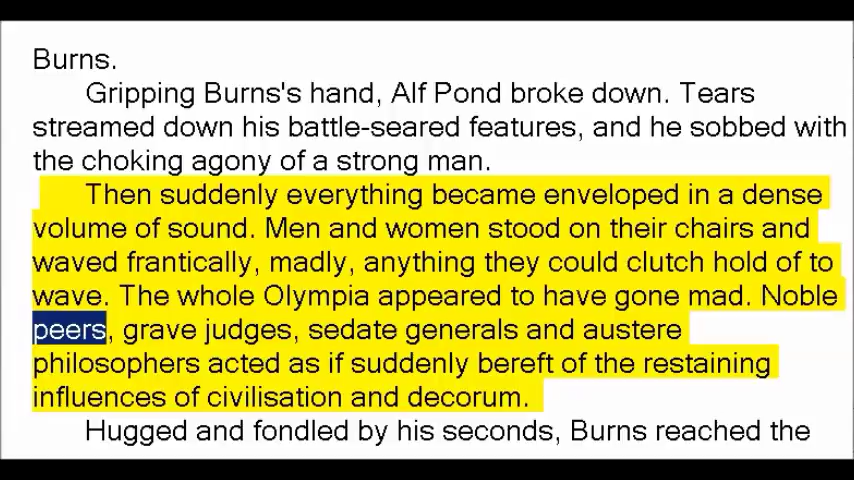 Burns.
Gripping Burns's hand, Alf Pond broke down. Tears
streamed down his battle-seared features, and he sobbed with
the choking agony of a strong man.
Then suddenly everything became enveloped in a dense
volume of sound. Men and women stood on their chairs and
waved frantically, madly, anything they could clutch hold of to
wave. The whole Olympia appeared to have gone mad. Noble
peers, grave judges, sedate generals and austere
philosophers acted as if suddenly bereft of the restaining
influences of civilisation and decorum.
Hugged and fondled by his seconds, Burns reached the